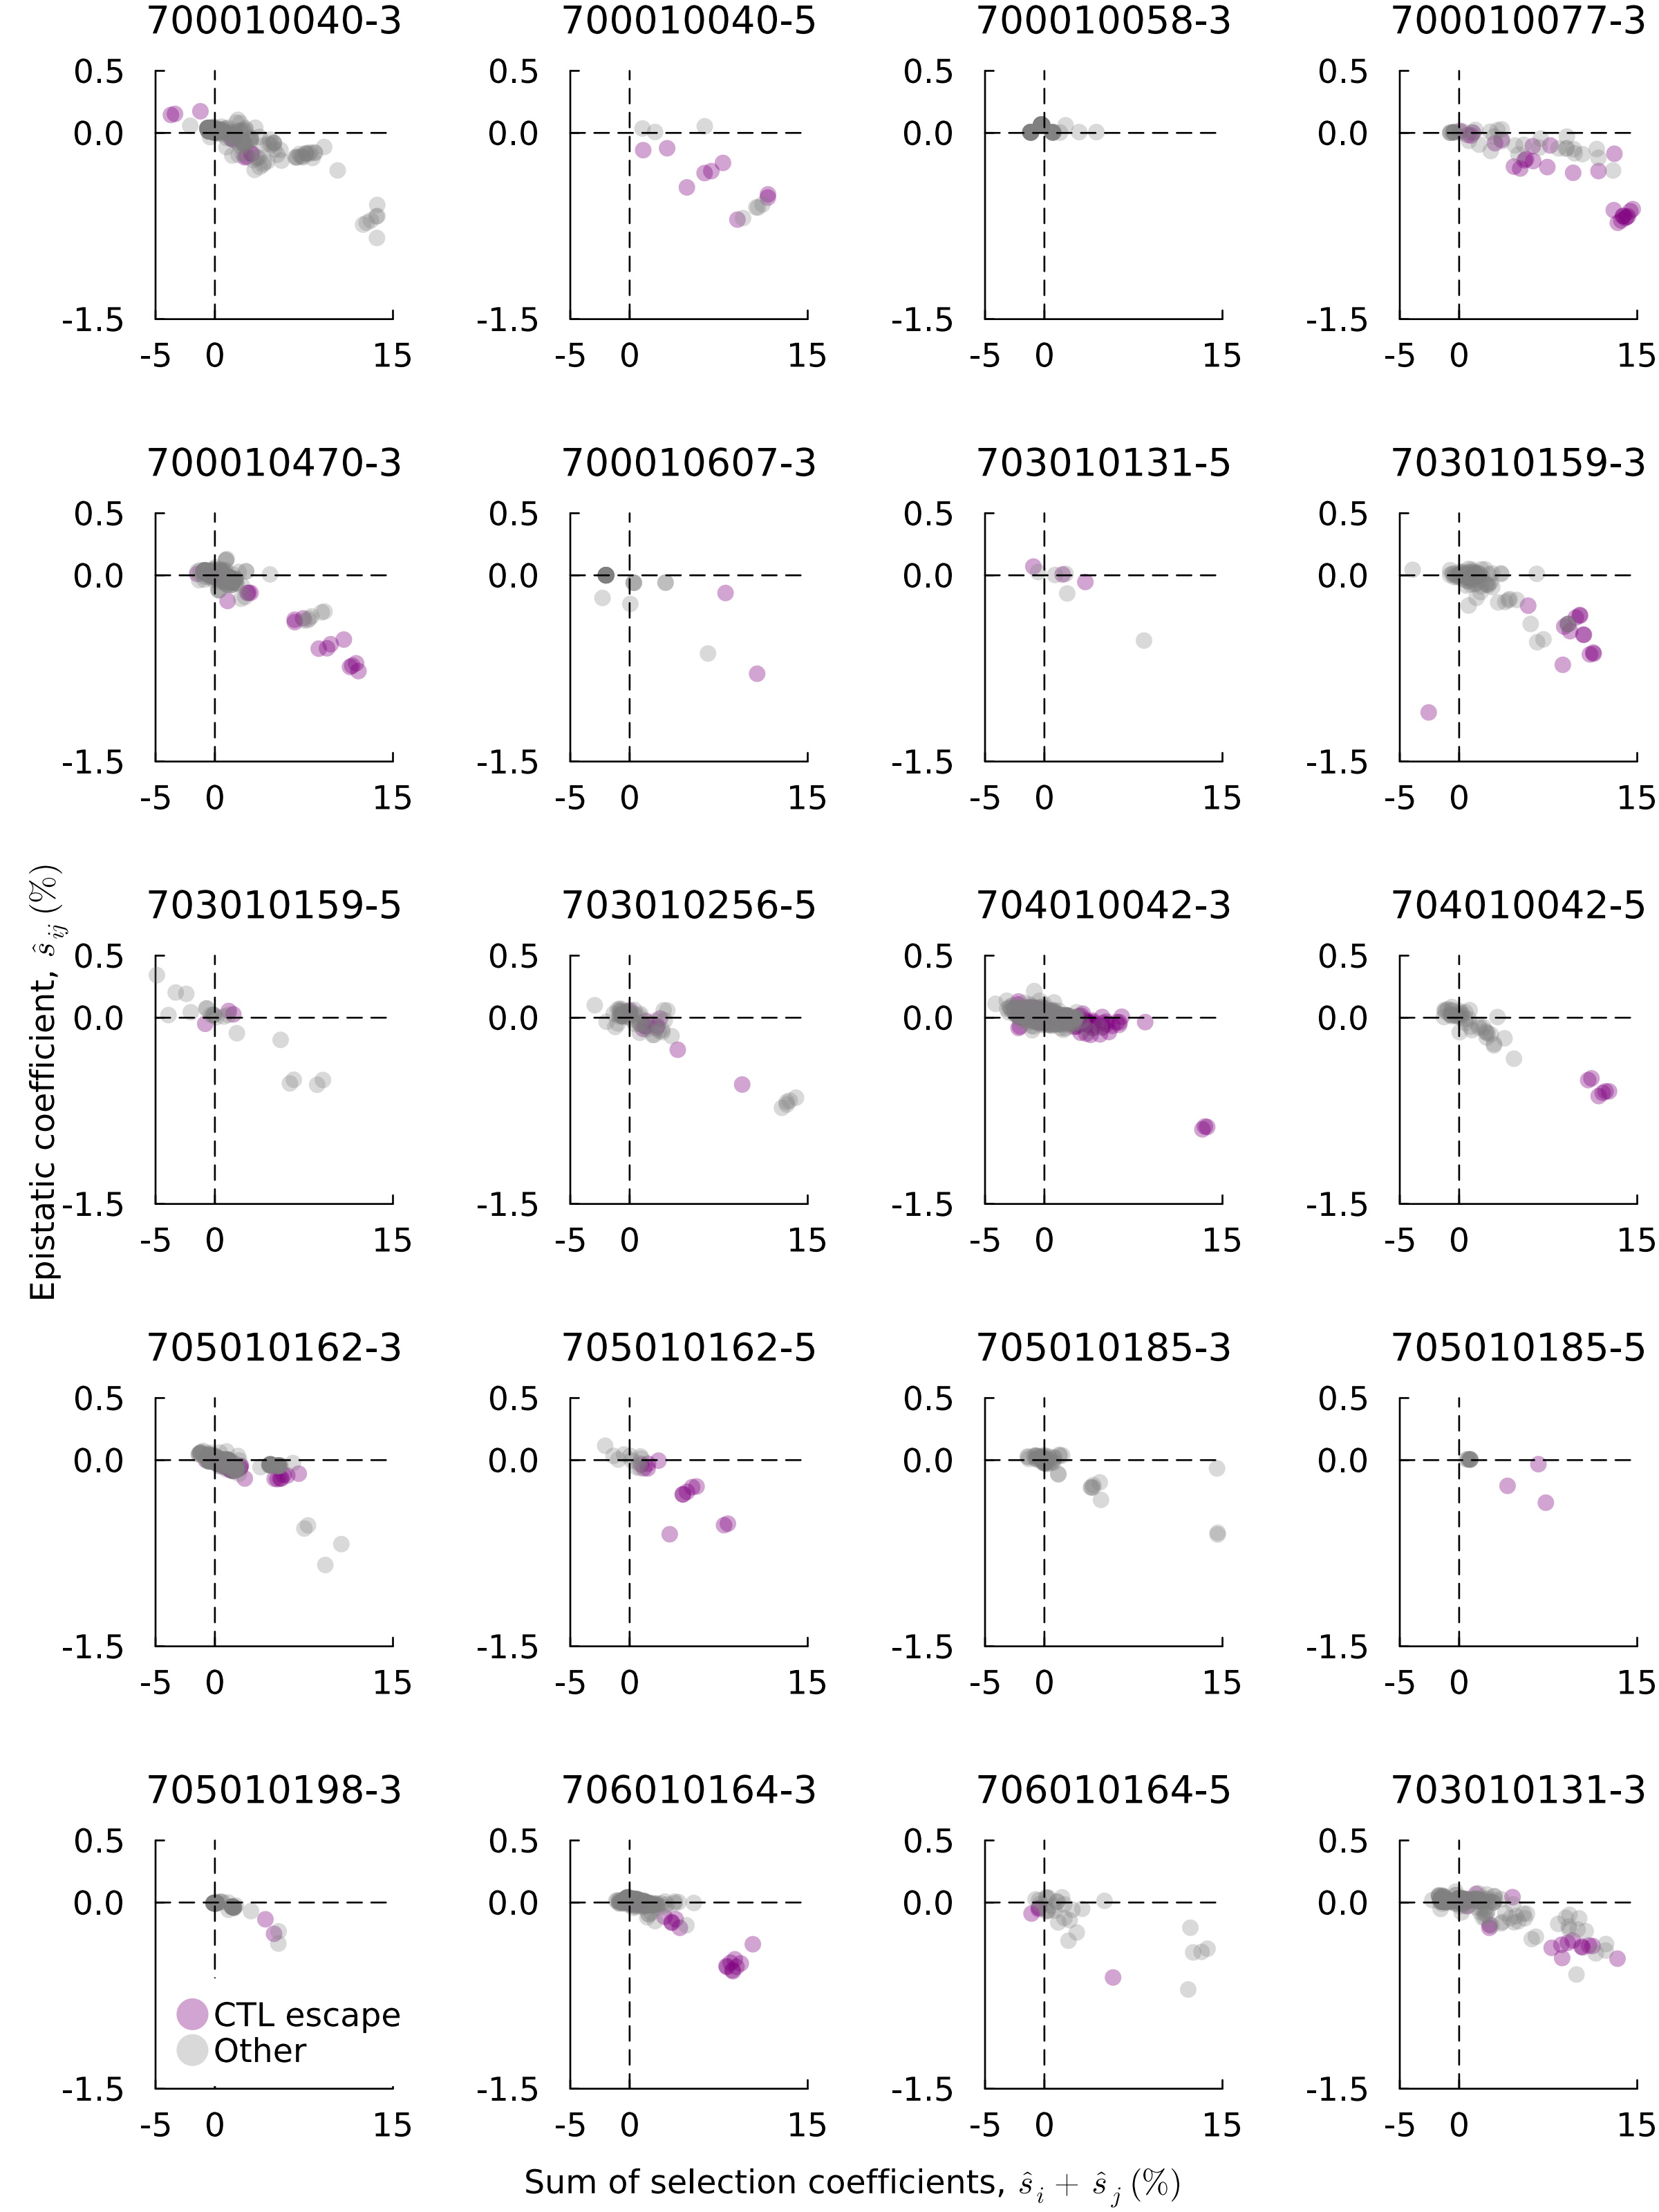 700010040-3 700010040-5 700010058-3 700010077-3
0.5 0.5 0.5 0.5
0.0 0.0 0.0 0.0
-1.5 -1.5 -1.5 -1.5
-5 0 15 -5 0 15 -5 0 15 -5 0 15
700010470-3 700010607-3 703010131-5 703010159-3
0.5 0.5 0.5 0.5
0.0 0.0 0.0 0.0
-1.5 -1.5 -1.5 -1.5
-5 0 15 -5 0 15 -5 0 15 -5 0 15
Epistatic coefficient, ŝ_ij (%)
703010159-5 703010256-5 704010042-3 704010042-5
0.5 0.5 0.5 0.5
0.0 0.0 0.0 0.0
-1.5 -1.5 -1.5 -1.5
-5 0 15 -5 0 15 -5 0 15 -5 0 15
705010162-3 705010162-5 705010185-3 705010185-5
0.5 0.5 0.5 0.5
0.0 0.0 0.0 0.0
-1.5 -1.5 -1.5 -1.5
-5 0 15 -5 0 15 -5 0 15 -5 0 15
705010198-3 706010164-3 706010164-5 703010131-3
0.5 0.5 0.5 0.5
0.0 0.0 0.0 0.0
CTL escape
Other
-1.5 -1.5 -1.5 -1.5
-5 0 15 -5 0 15 -5 0 15 -5 0 15
Sum of selection coefficients, ŝ_i + ŝ_j (%)